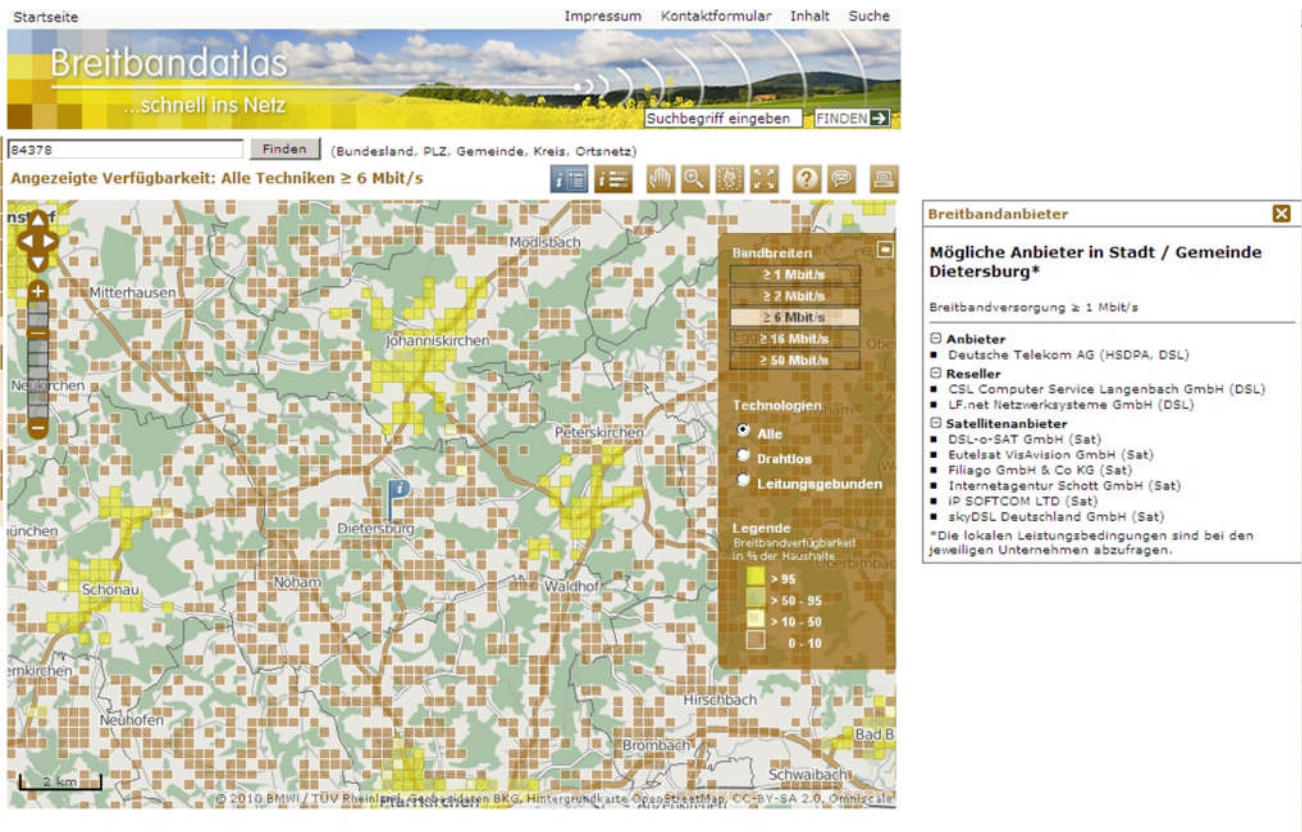 Startseite
Impressum Kontaktformular Inhalt Suche
Breitbandatlas
...schnell ins Netz
Suchbegriff eingeben FINDEN
84378 Finden (Bundesland, PLZ, Gemeinde, Kreis, Ortsnetz)
Angezeigte Verfügbarkeit: Alle Techniken ≥ 6 Mbit/s
Modlsbach
Mitterhausen
Johanniskirchen
Peterskirchen
Dietersburg
Schönau
Noham
Waldhof
Neuhofen
Hirschbach
Brombach
Bad B
Schwaibach
2 km
© 2010 BMWi / TÜV Rheinland, Geobasisdaten BKG, Hintergrundkarte OpenStreetMap, CC-BY-SA 2.0, Omniscale
Bandbreiten
≥ 1 Mbit/s
≥ 2 Mbit/s
≥ 6 Mbit/s
≥ 16 Mbit/s
≥ 50 Mbit/s
Technologien
Alle
Drahtlos
Leitungsgebunden
Legende
Breitbandverfügbarkeit
in % der Haushalte
> 95
> 50 - 95
> 10 - 50
0 - 10
Breitbandanbieter
Mögliche Anbieter in Stadt / Gemeinde
Dietersburg*
Breitbandversorgung ≥ 1 Mbit/s
Anbieter
Deutsche Telekom AG (HSDPA, DSL)
Reseller
CSL Computer Service Langenbach GmbH (DSL)
LF.net Netzwerksysteme GmbH (DSL)
Satellitenanbieter
DSL-o-SAT GmbH (Sat)
Eutelsat VisAvision GmbH (Sat)
Filiago GmbH & Co KG (Sat)
Internetagentur Schott GmbH (Sat)
iP SOFTCOM LTD (Sat)
skyDSL Deutschland GmbH (Sat)
*Die lokalen Leistungsbedingungen sind bei den
jeweiligen Unternehmen abzufragen.